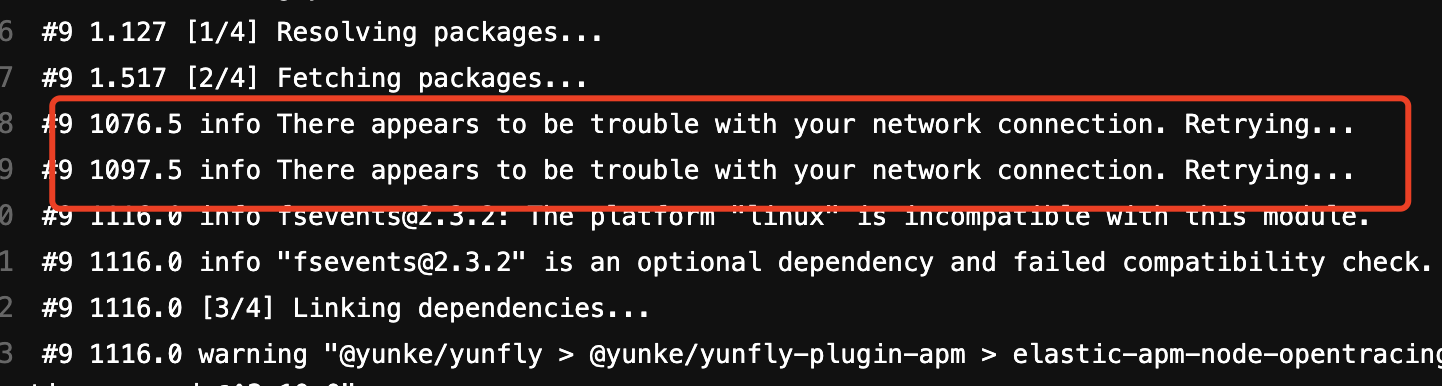 6 #9 1.127 [1/4] Resolving packages...
7 #9 1.517 [2/4] Fetching packages...
8 #9 1076.5 info There appears to be trouble with your network connection. Retrying...
9 #9 1097.5 info There appears to be trouble with your network connection. Retrying...
0 #9 1116.0 info fsevents@2.3.2: The platform "linux" is incompatible with this module.
1 #9 1116.0 info "fsevents@2.3.2" is an optional dependency and failed compatibility check.
2 #9 1116.0 [3/4] Linking dependencies...
3 #9 1116.0 warning "@yunke/yunfly > @yunke/yunfly-plugin-apm > elastic-apm-node-opentracing